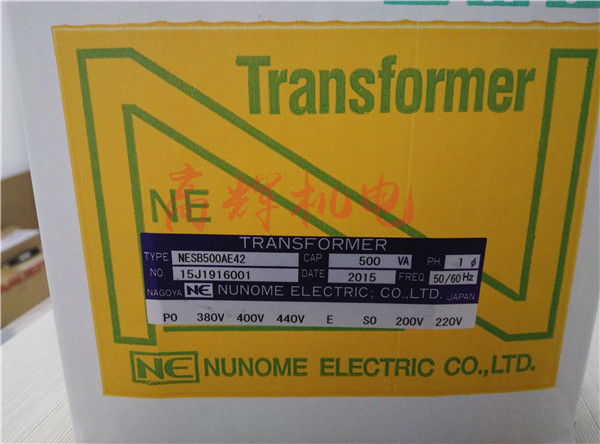 Transformer
NE
高辉机电
TRANSFORMER
TYPE NESB500AE42 CAP. 500 VA PH. 1 ϕ
NO. 15J1916001 DATE 2015 FREQ 50/60 Hz
NAGOYA NE NUNOME ELECTRIC CO.,LTD. JAPAN
PO 380V 400V 440V E SO 200V 220V
NE NUNOME ELECTRIC CO.,LTD.